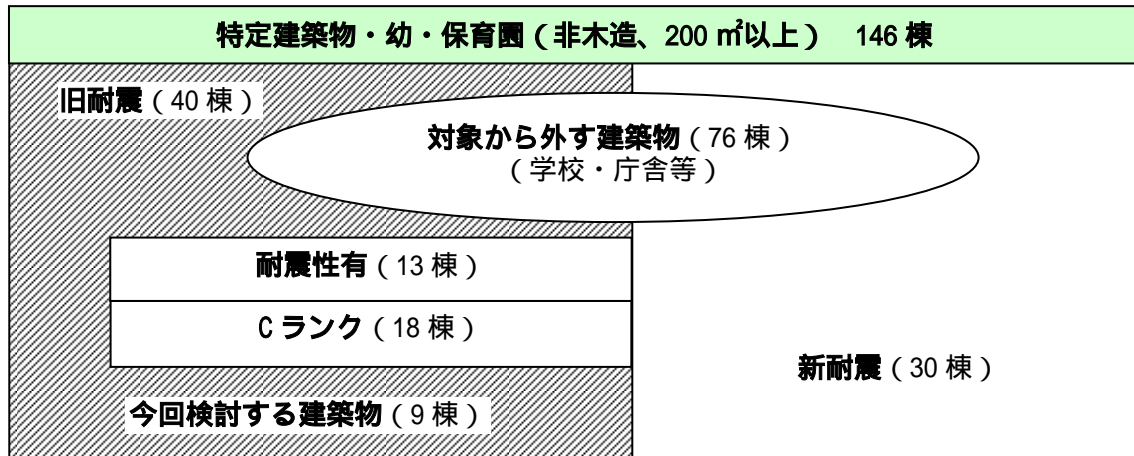 特定建築物・幼・保育園（非木造、200 ㎡以上）　146 棟
旧耐震（40 棟）
対象から外す建築物（76 棟）
（学校・庁舎等）
耐震性有（13 棟）
C ランク（18 棟）
新耐震（30 棟）
今回検討する建築物（9 棟）